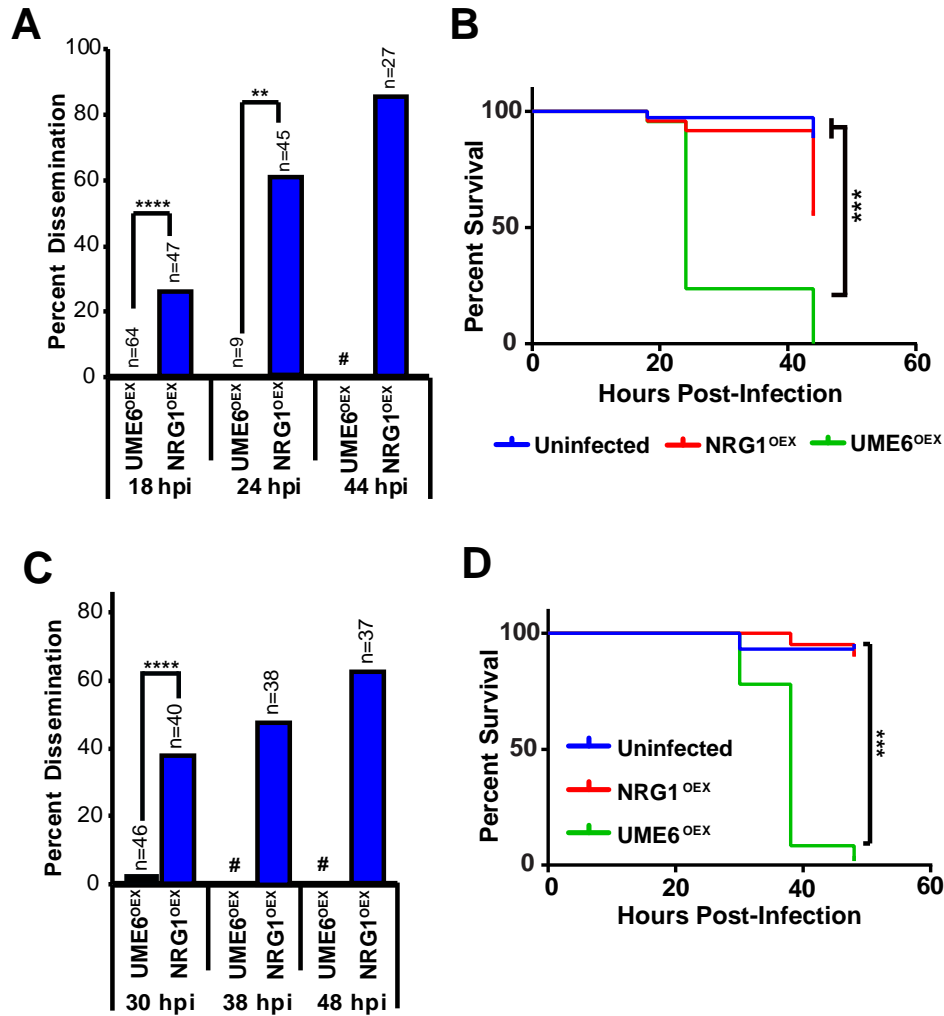 A
Percent Dissemination
100
80
60
40
20
0
n=64
****
n=47
n=9
**
n=45
#
n=27
UME6OEX
NRG1OEX
UME6OEX
NRG1OEX
UME6OEX
NRG1OEX
18 hpi
24 hpi
44 hpi
B
Percent Survival
100
50
0
***
0
20
40
60
Hours Post-Infection
Uninfected
NRG1OEX
UME6OEX
C
Percent Dissemination
80
60
40
20
0
n=46
****
n=40
#
n=38
#
n=37
UME6OEX
NRG1OEX
UME6OEX
NRG1OEX
UME6OEX
NRG1OEX
30 hpi
38 hpi
48 hpi
D
Percent Survival
100
50
0
***
Uninfected
NRG1OEX
UME6OEX
0
20
40
60
Hours Post-Infection